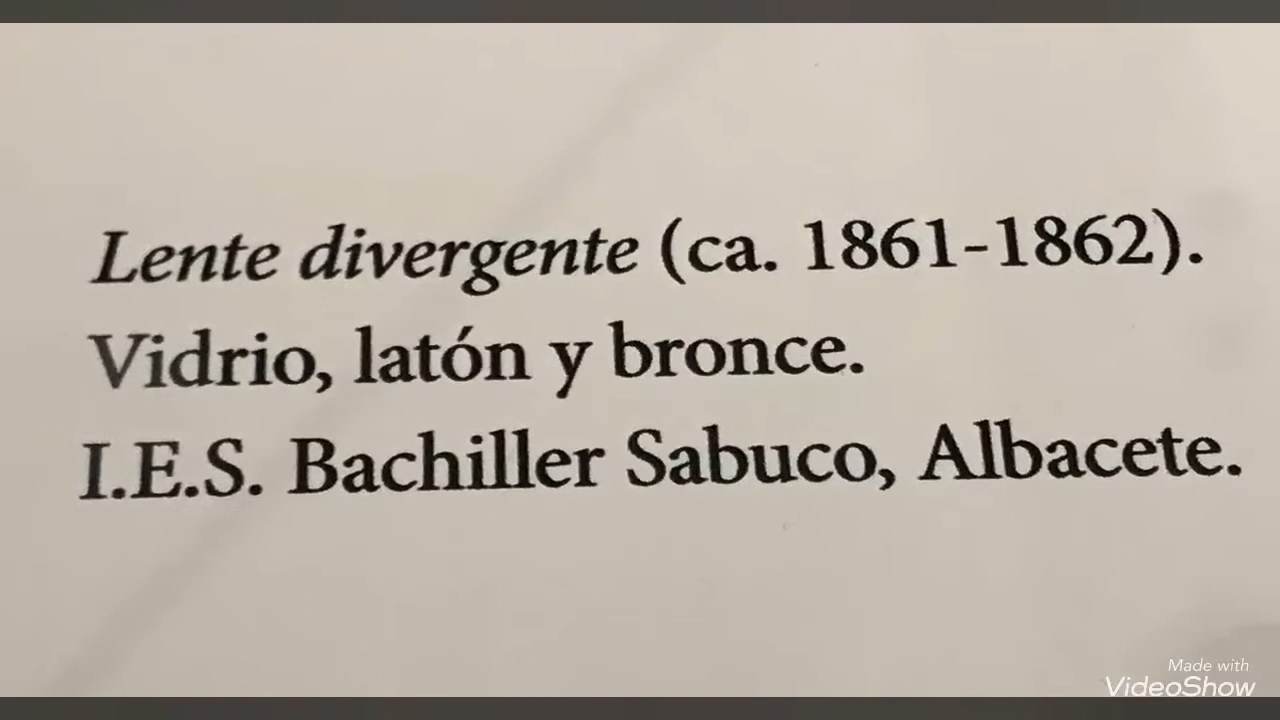 Lente divergente (ca. 1861-1862).
Vidrio, latón y bronce.
I.E.S. Bachiller Sabuco, Albacete.
Made with
VideoShow